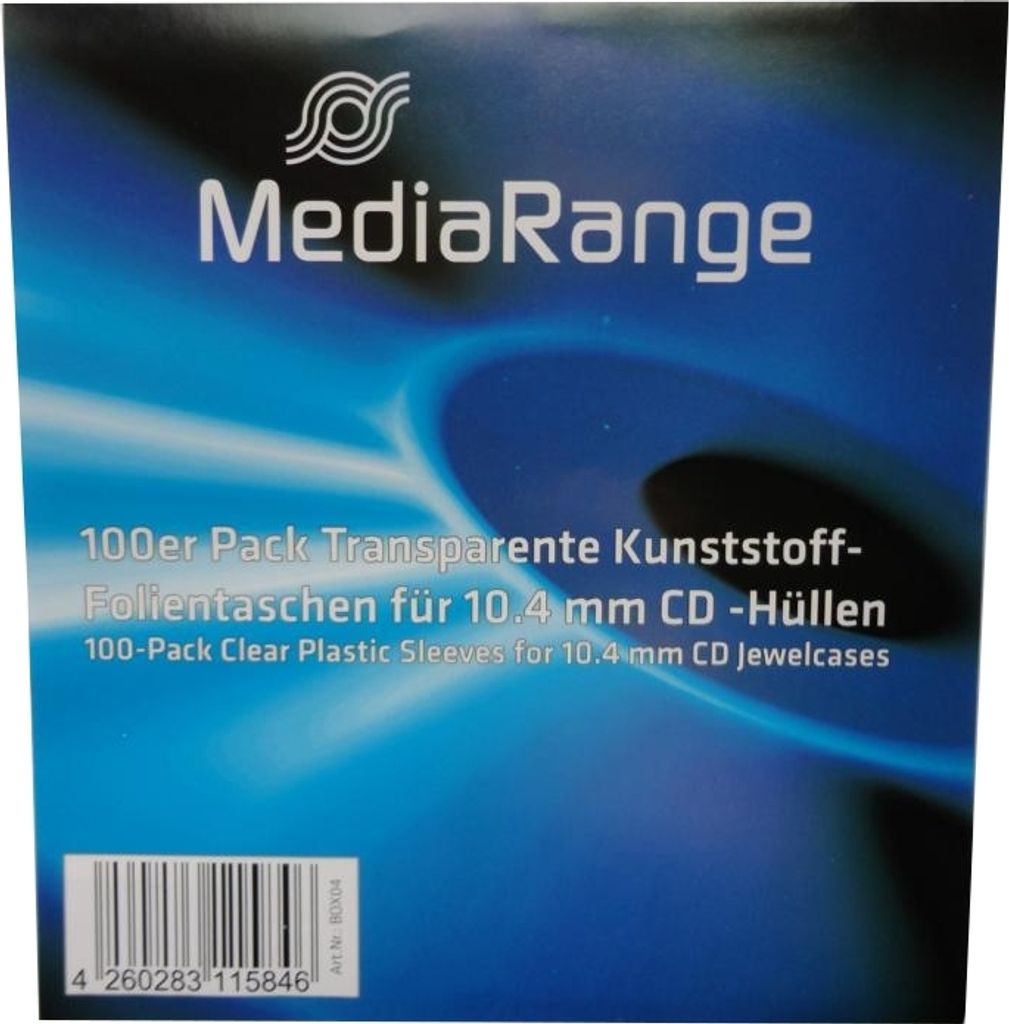 MediaRange
100er Pack Transparente Kunststoff-
Folientaschen für 10.4 mm CD -Hüllen
100-Pack Clear Plastic Sleeves for 10.4 mm CD Jewelcases
Art.Nr.: BOX04
4 260283 115846